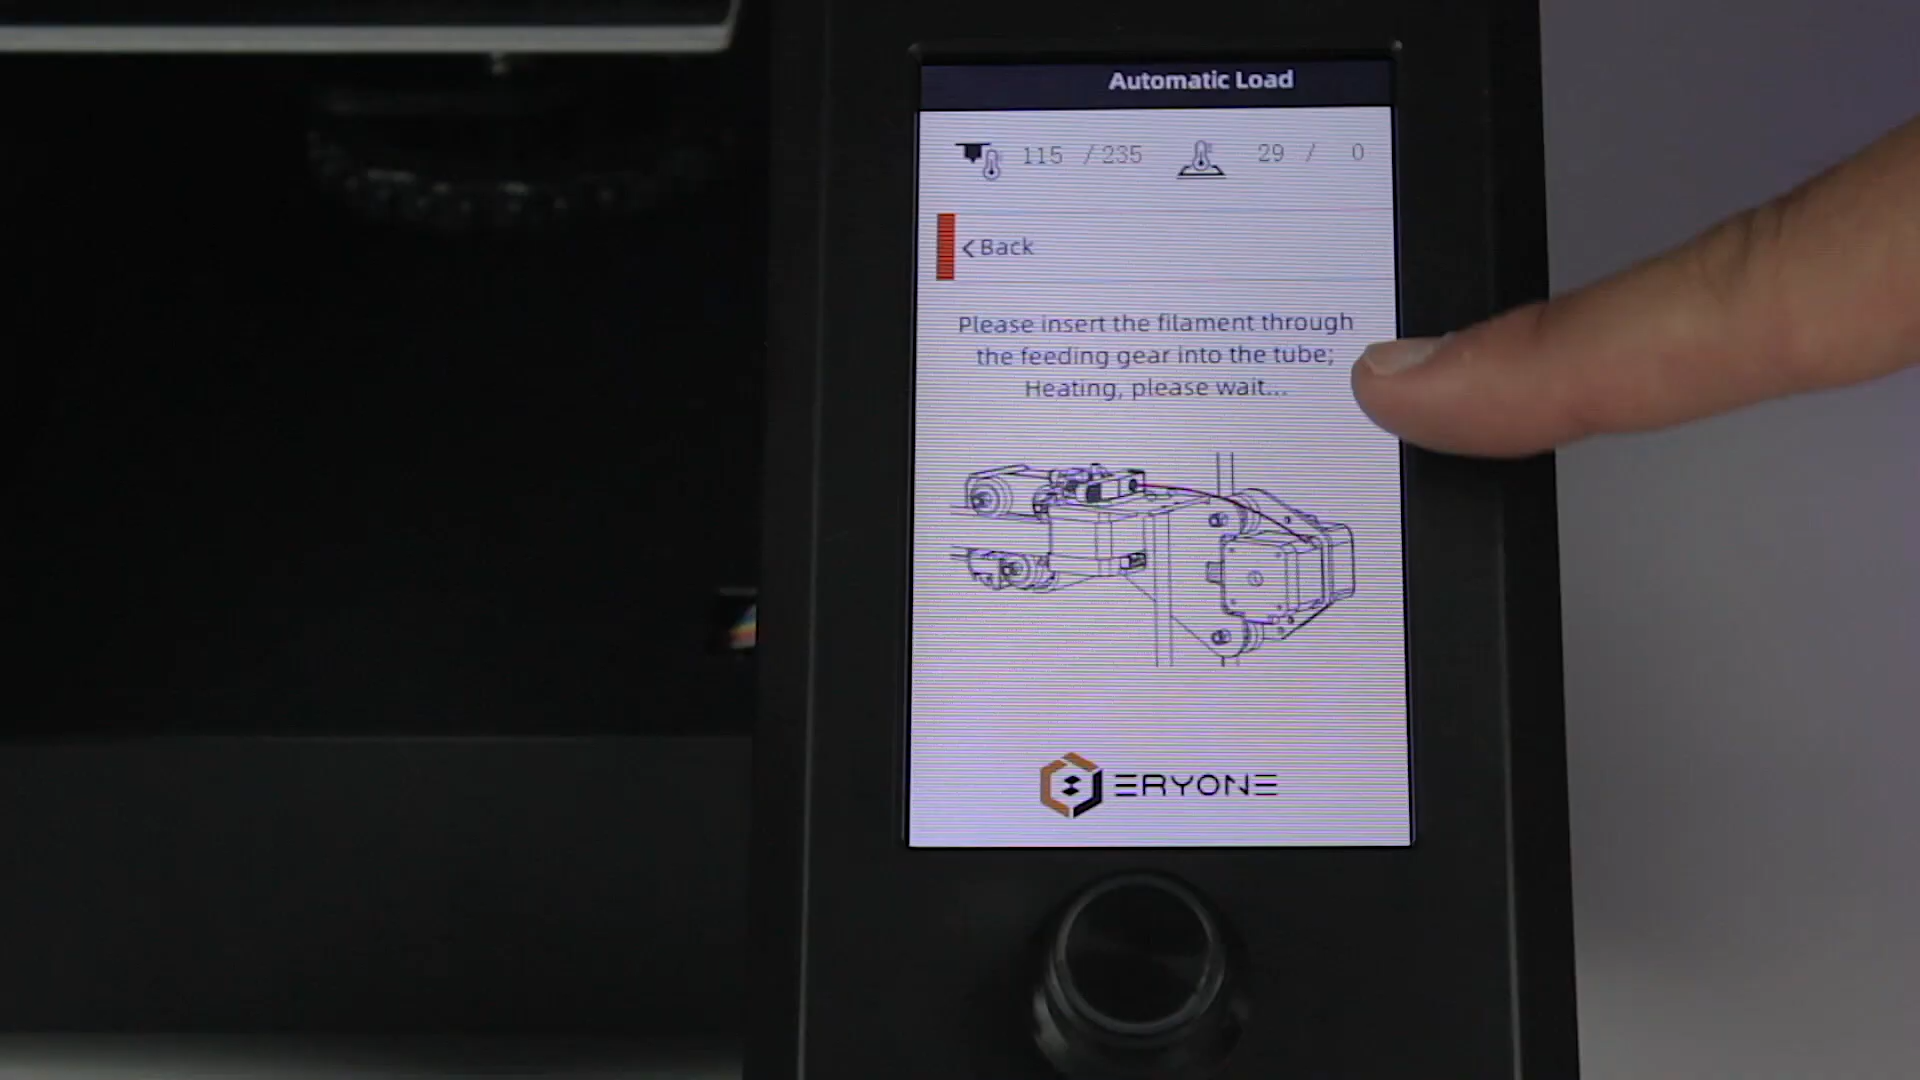 Automatic Load
115 / 235 29 / 0
<Back
Please insert the filament through
the feeding gear into the tube;
Heating, please wait...
ERYONE